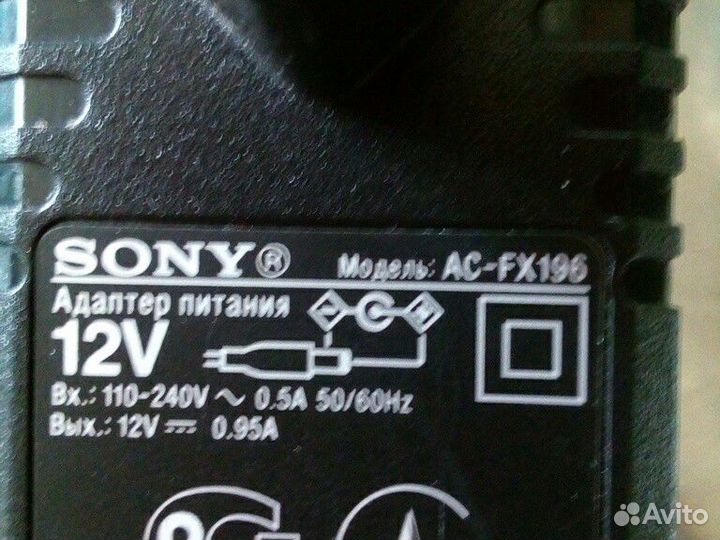 SONY®
Модель: AC-FX196
Адаптер питания
12V
Вх.: 110-240V ~ 0.5A 50/60Hz
Вых.: 12V ⎓ 0.95A
Avito